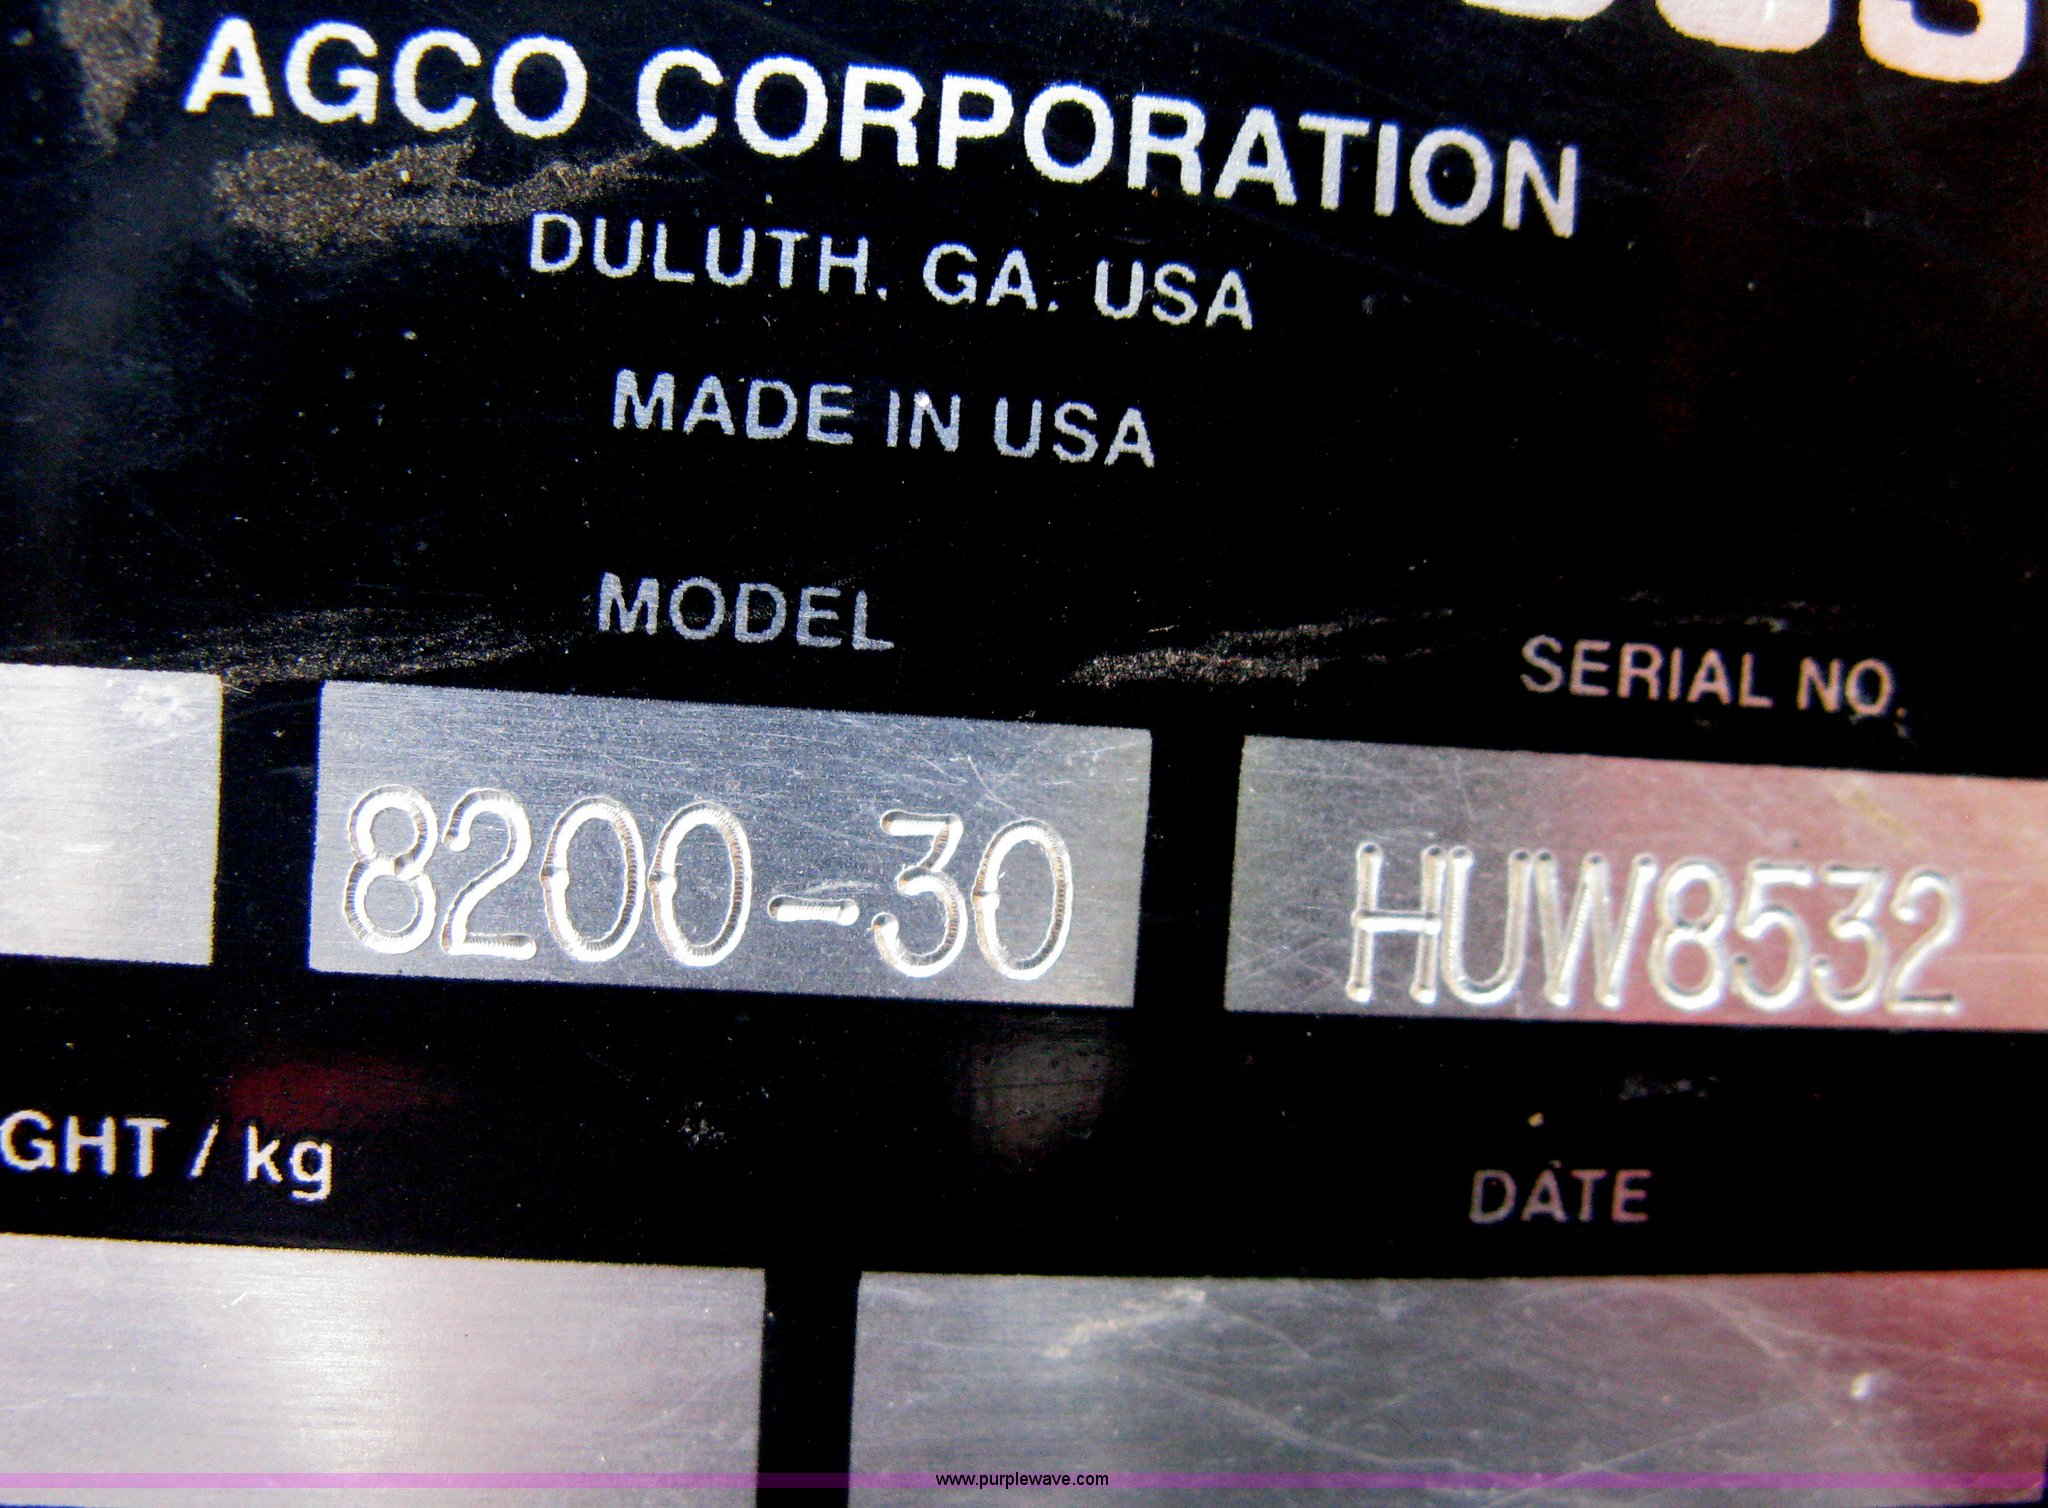 AGCO CORPORATION
DULUTH, GA. USA
MADE IN USA
MODEL
SERIAL NO.
8200-30
HUW8532
GHT / kg
DATE
www.purplewave.com